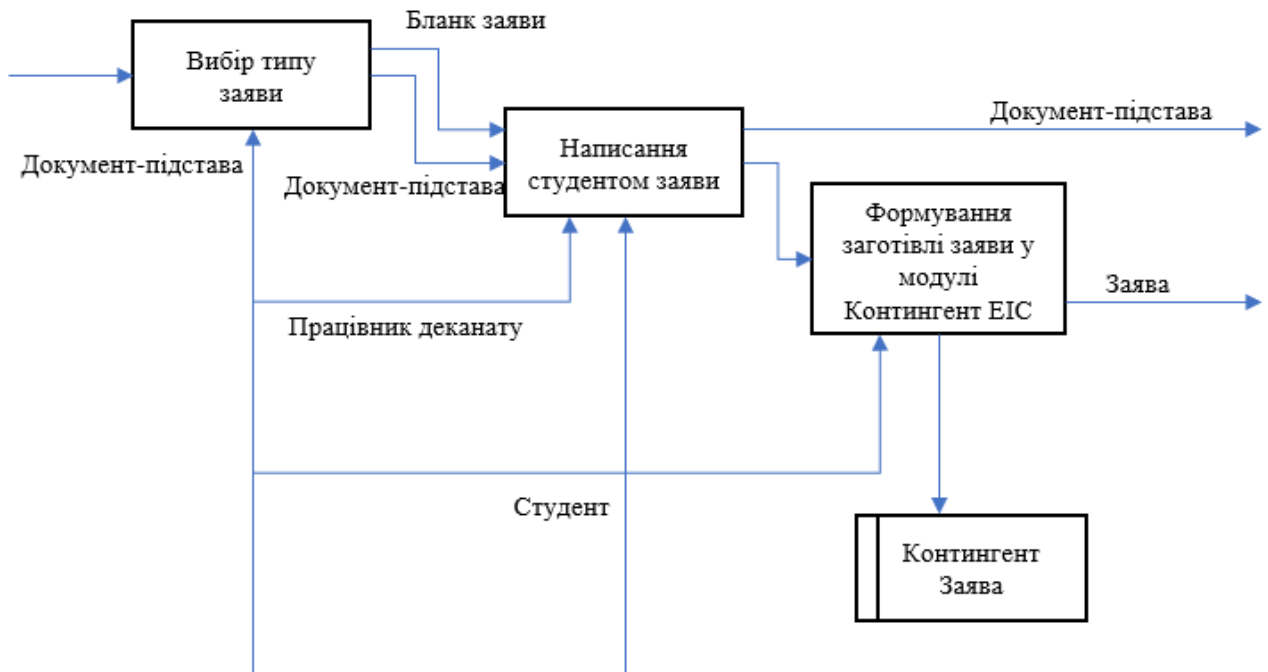 Бланк заяви
Вибір типу
заяви
Документ-підстава
Документ-підстава
Документ-підстава
Написання
студентом заяви
Формування
заготівлі заяви у
модулі
Контингент ЕІС
Заява
Працівник деканату
Студент
Контингент
Заява